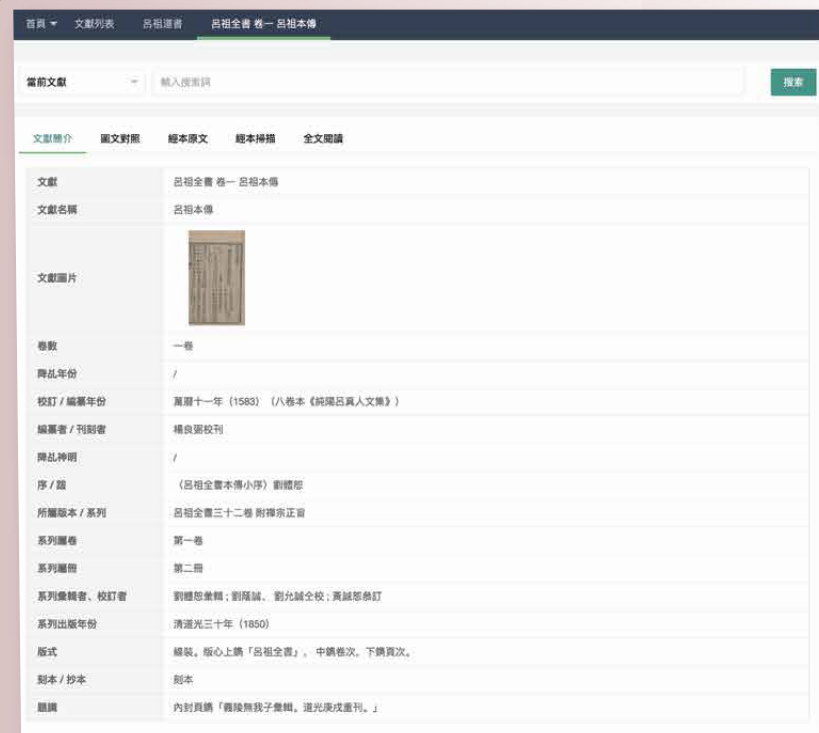 首頁 文獻列表 呂祖道書 呂祖全書 卷一 呂祖本傳
當前文獻 輸入搜索詞 搜索
文獻簡介 圖文對照 經本原文 經本掃描 全文閱讀
文獻 呂祖全書 卷一 呂祖本傳
文獻名稱 呂祖本傳
文獻圖片
卷數 一卷
降乩年份 /
校訂 / 編纂年份 萬曆十一年（1583）（八卷本《純陽呂真人文集》）
編纂者 / 刊刻者 楊良弼校刊
降乩神明 /
序 / 跋 （呂祖全書本傳小序）劉體恕
所屬版本 / 系列 呂祖全書三十二卷 附禪宗正旨
系列屬卷 第一卷
系列屬冊 第二冊
系列彙輯者、校訂者 劉體恕彙輯；劉蔭誠、 劉允誠仝校；黃誠恕叅訂
系列出版年份 清道光三十年（1850）
版式 線裝。版心上鐫「呂祖全書」， 中鐫卷次，下鐫頁次。
刻本 / 抄本 刻本
題識 內封頁鐫「義陵無我子彙輯。道光庚戌重刊。」